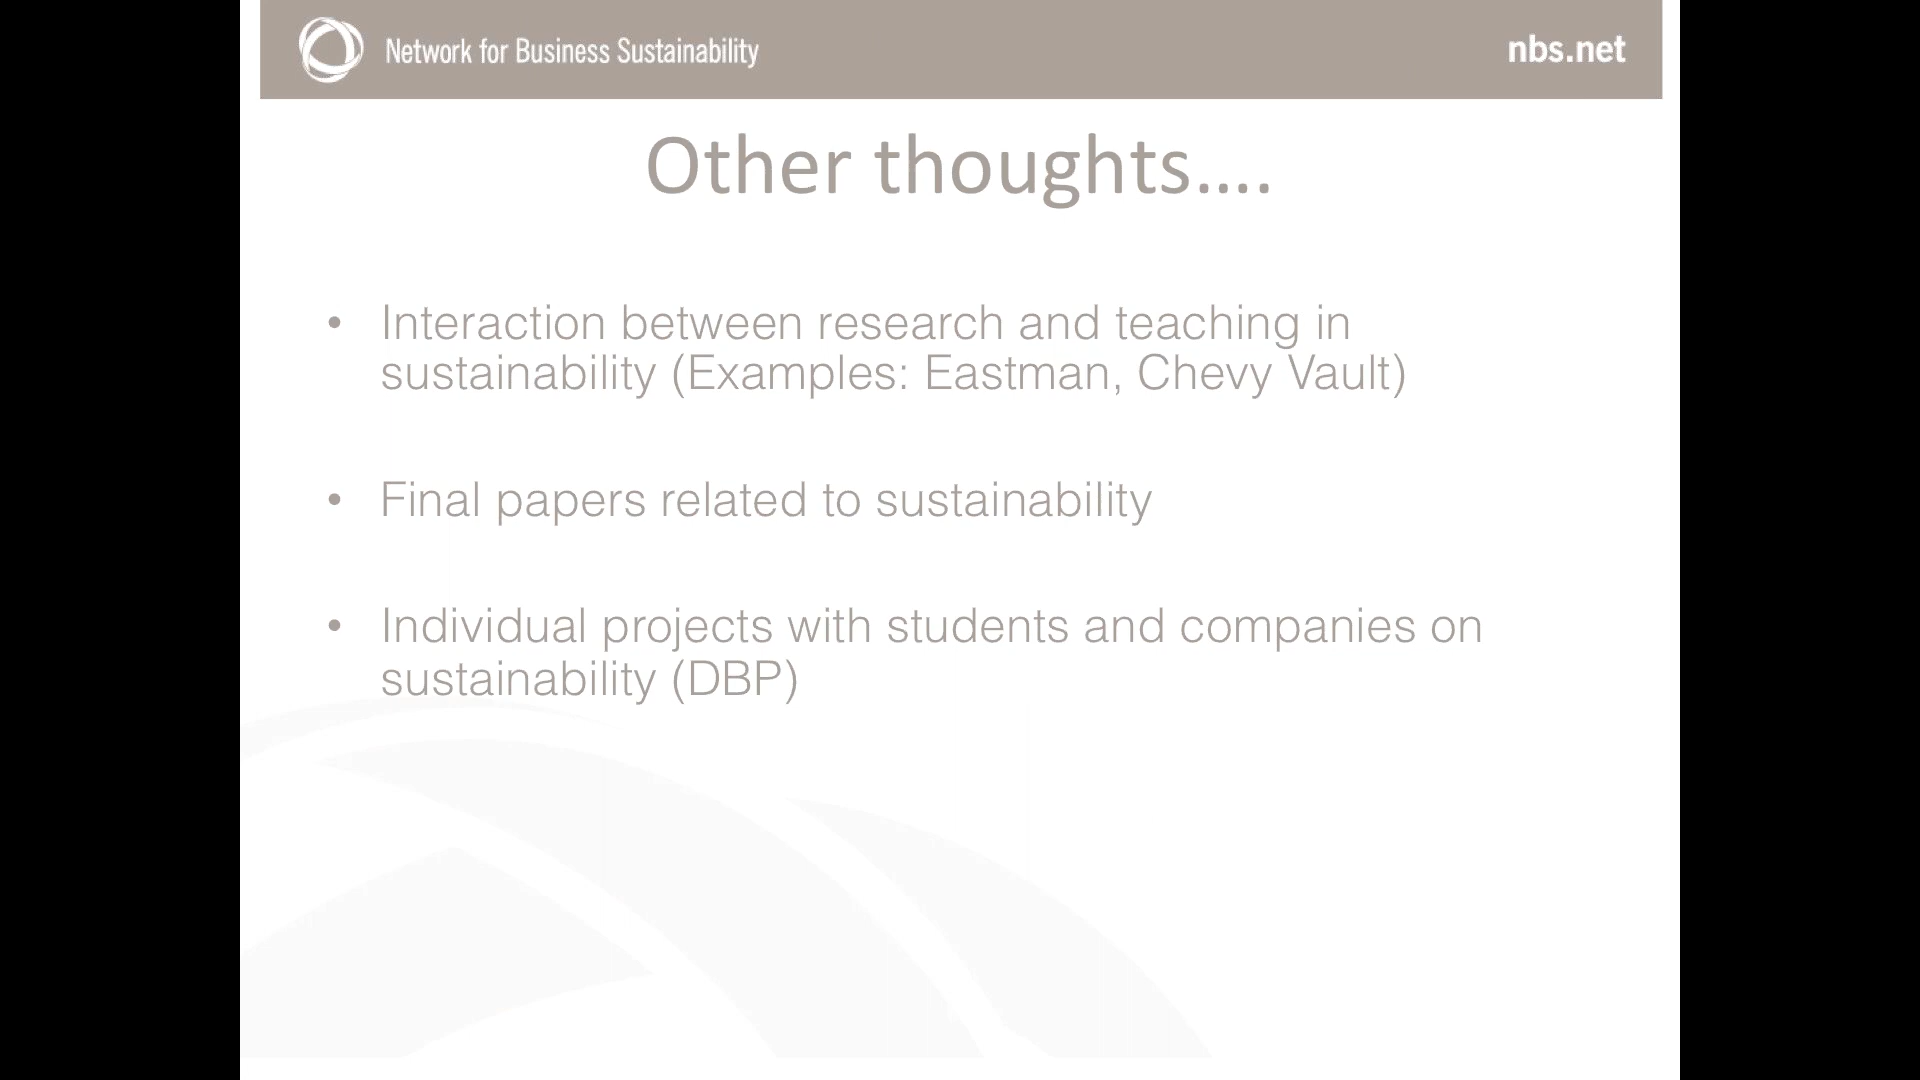 Network for Business Sustainability
nbs.net
Other thoughts....
• Interaction between research and teaching in
sustainability (Examples: Eastman, Chevy Vault)
• Final papers related to sustainability
• Individual projects with students and companies on
sustainability (DBP)